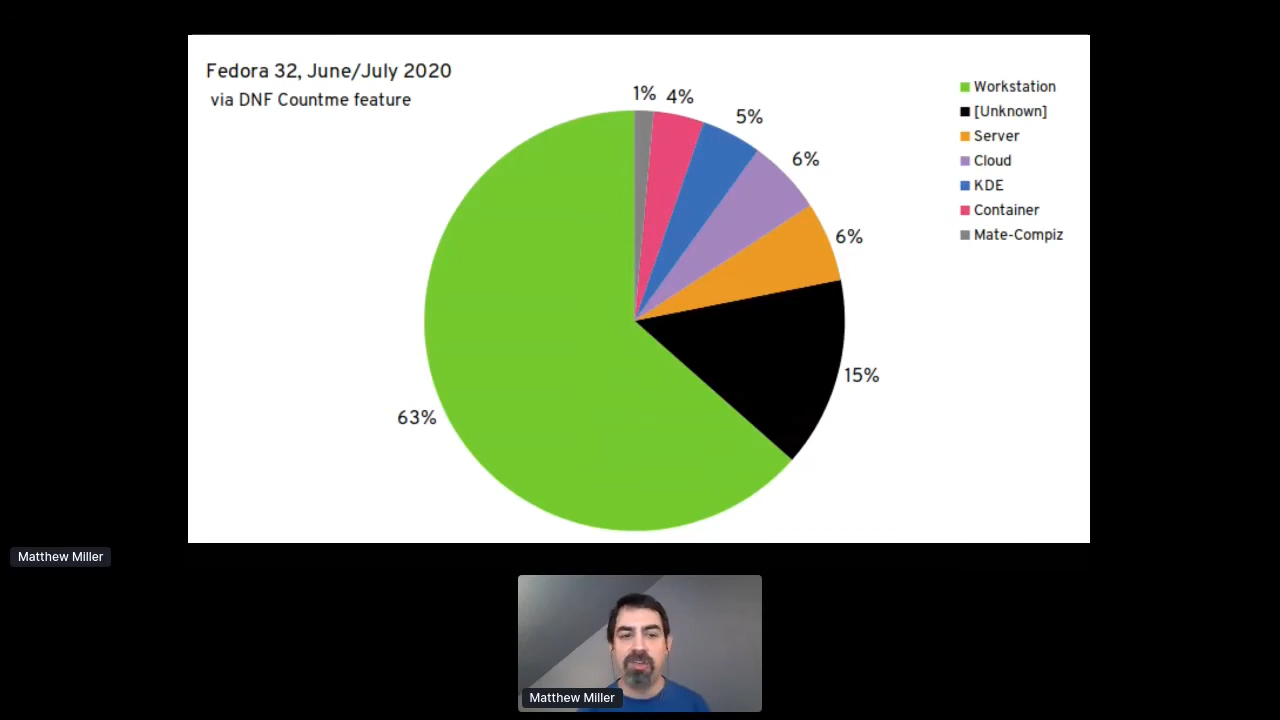 Fedora 32, June/July 2020
via DNF Countme feature
1%
4%
5%
6%
6%
15%
63%
Workstation
[Unknown]
Server
Cloud
KDE
Container
Mate-Compiz
Matthew Miller
Matthew Miller